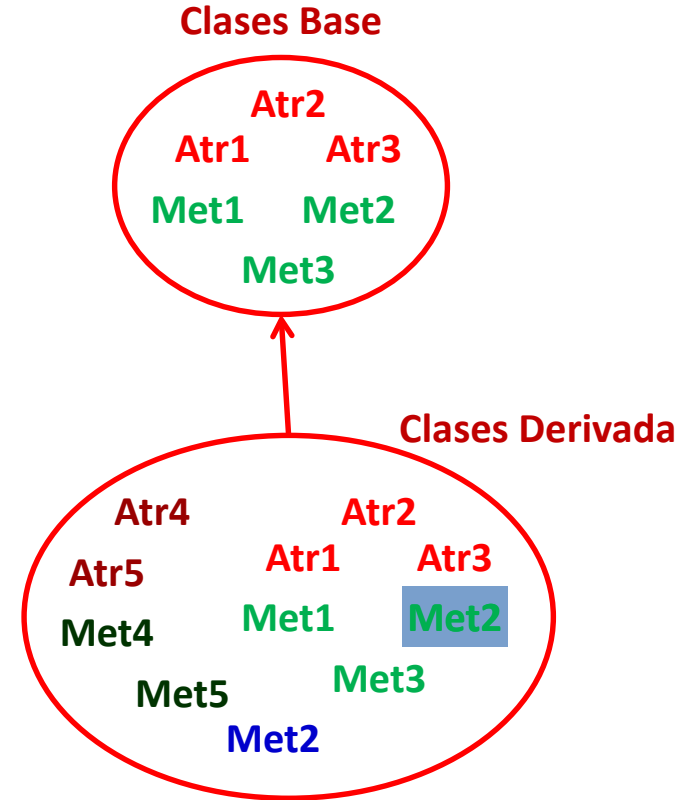 Clases Base
Atr2
Atr1 Atr3
Met1 Met2
Met3
Clases Derivada
Atr4 Atr2
Atr5 Atr1 Atr3
Met4 Met1 Met2
Met5 Met3
Met2